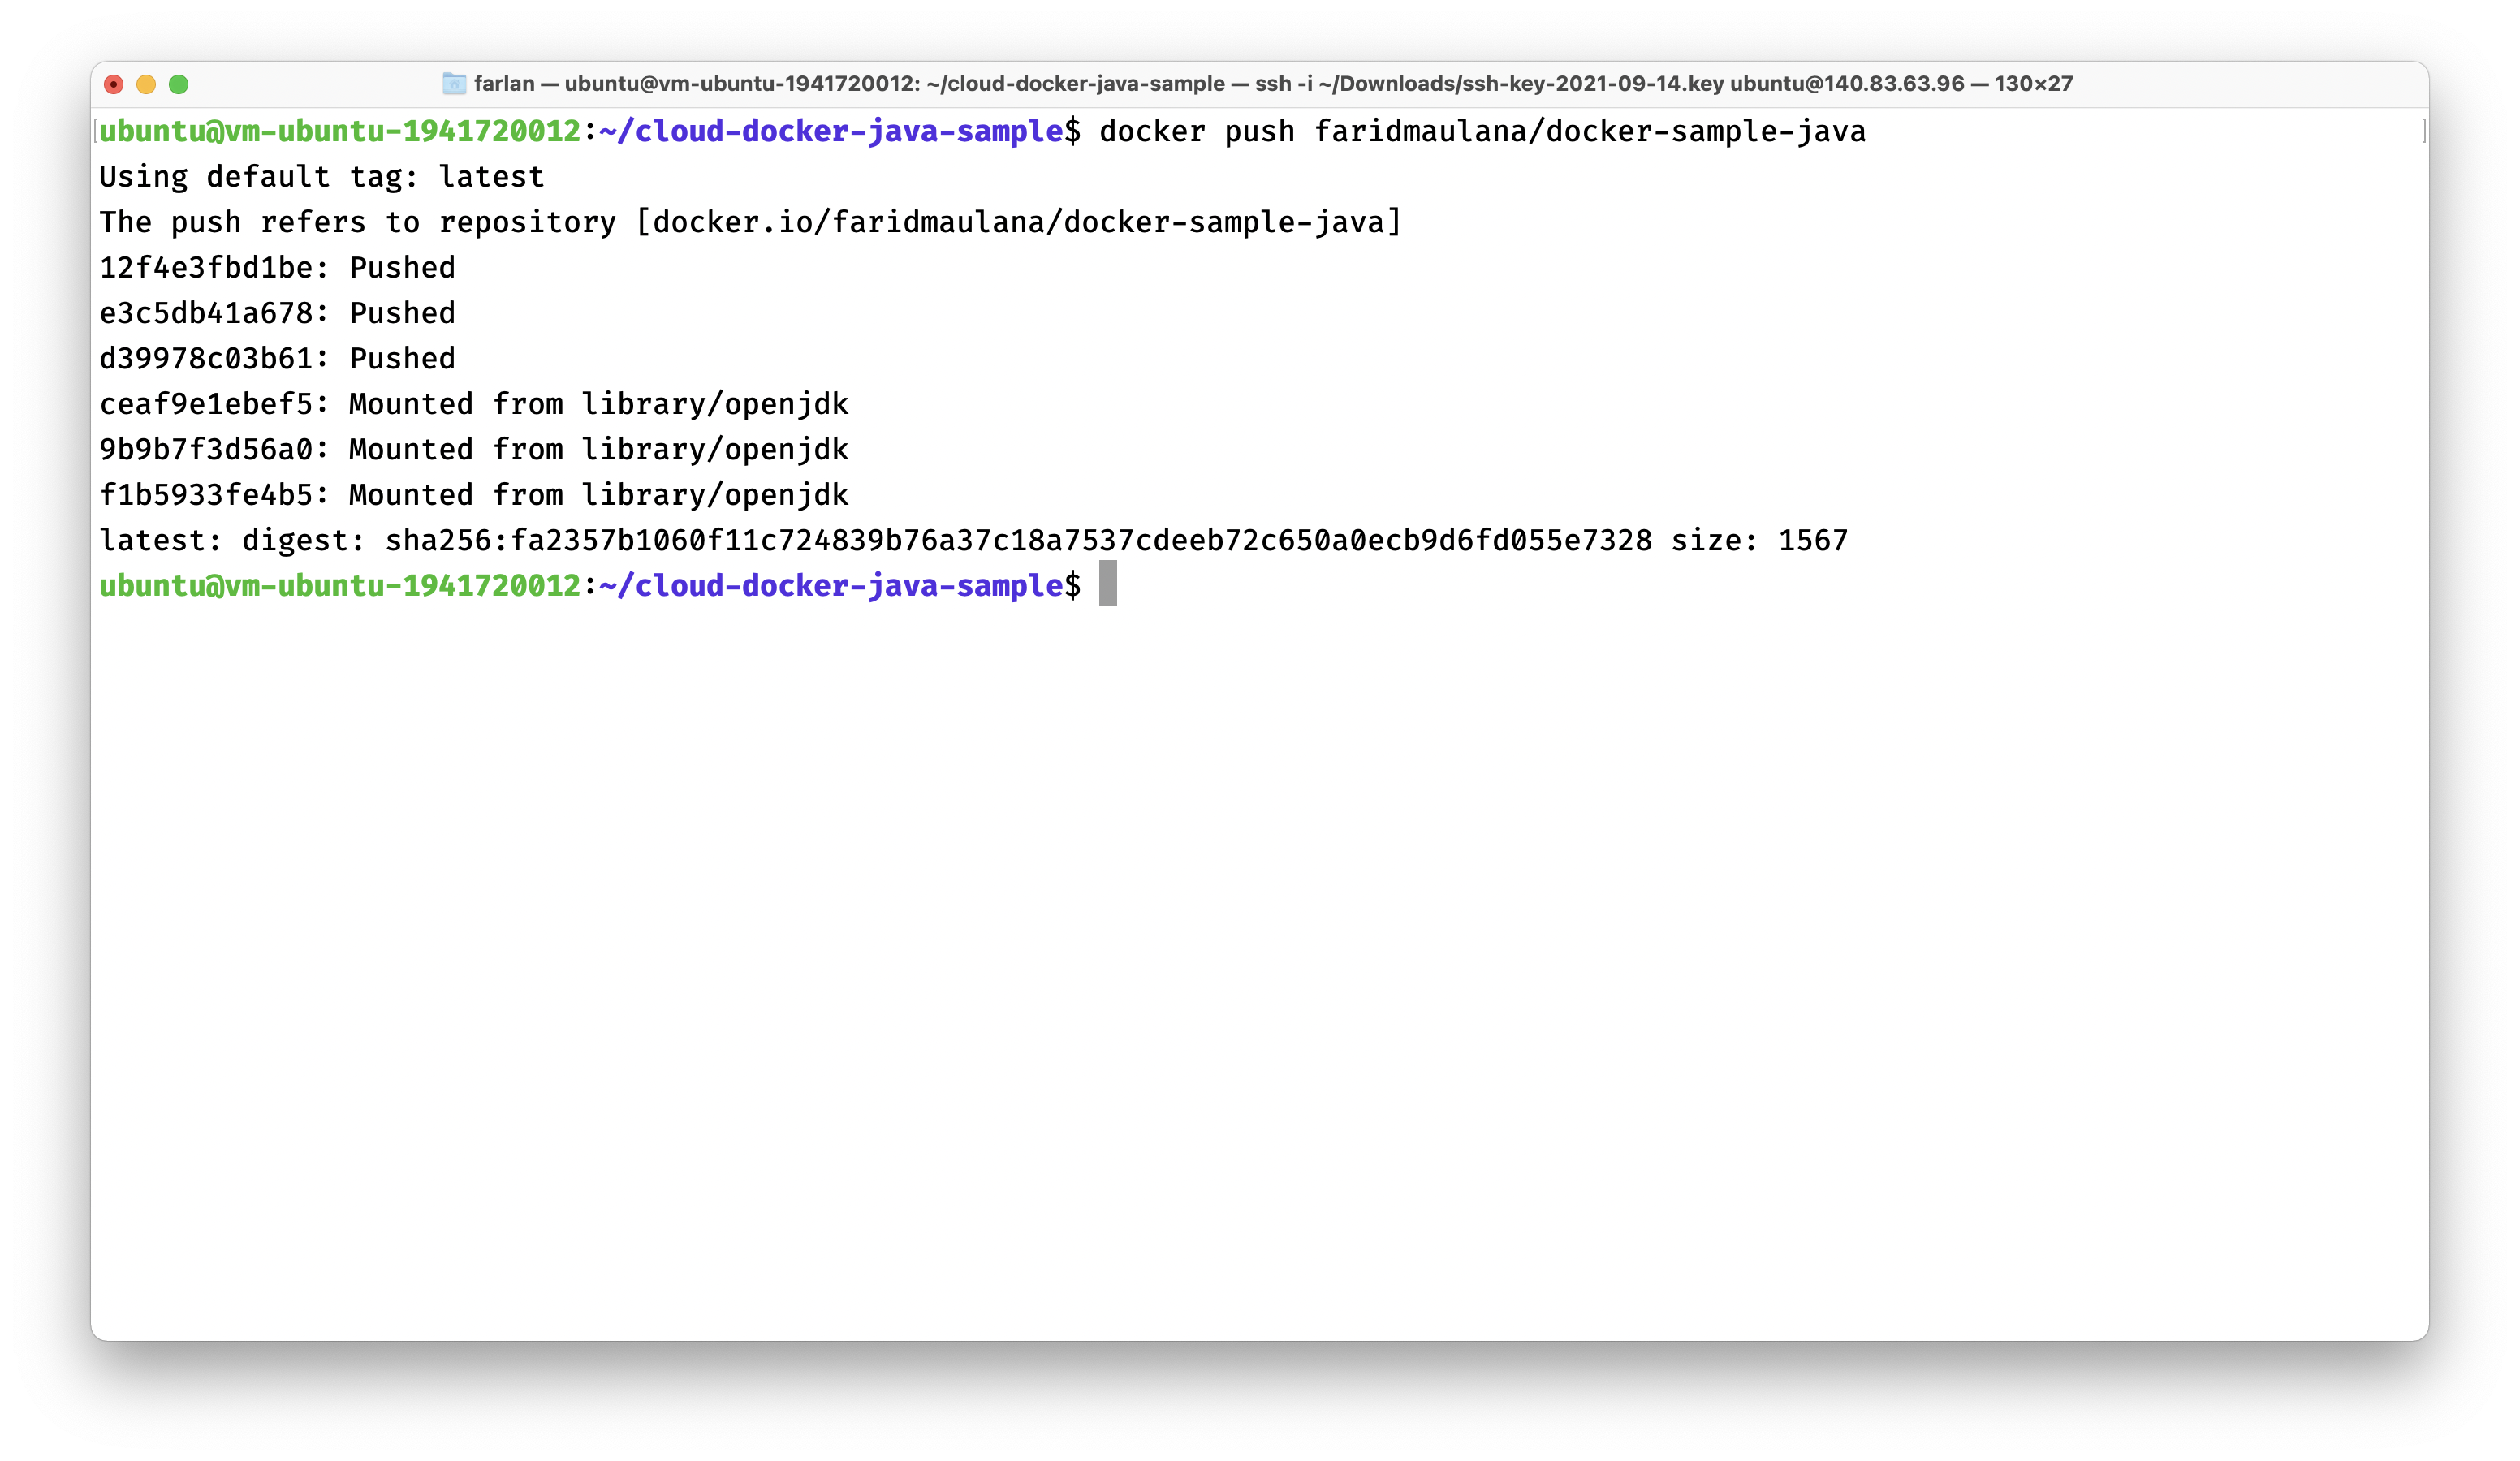 farlan — ubuntu@vm-ubuntu-1941720012: ~/cloud-docker-java-sample — ssh -i ~/Downloads/ssh-key-2021-09-14.key ubuntu@140.83.63.96 — 130×27
[ubuntu@vm-ubuntu-1941720012:~/cloud-docker-java-sample$ docker push faridmaulana/docker-sample-java ]
Using default tag: latest
The push refers to repository [docker.io/faridmaulana/docker-sample-java]
12f4e3fbd1be: Pushed
e3c5db41a678: Pushed
d39978c03b61: Pushed
ceaf9e1ebef5: Mounted from library/openjdk
9b9b7f3d56a0: Mounted from library/openjdk
f1b5933fe4b5: Mounted from library/openjdk
latest: digest: sha256:fa2357b1060f11c724839b76a37c18a7537cdeeb72c650a0ecb9d6fd055e7328 size: 1567
ubuntu@vm-ubuntu-1941720012:~/cloud-docker-java-sample$